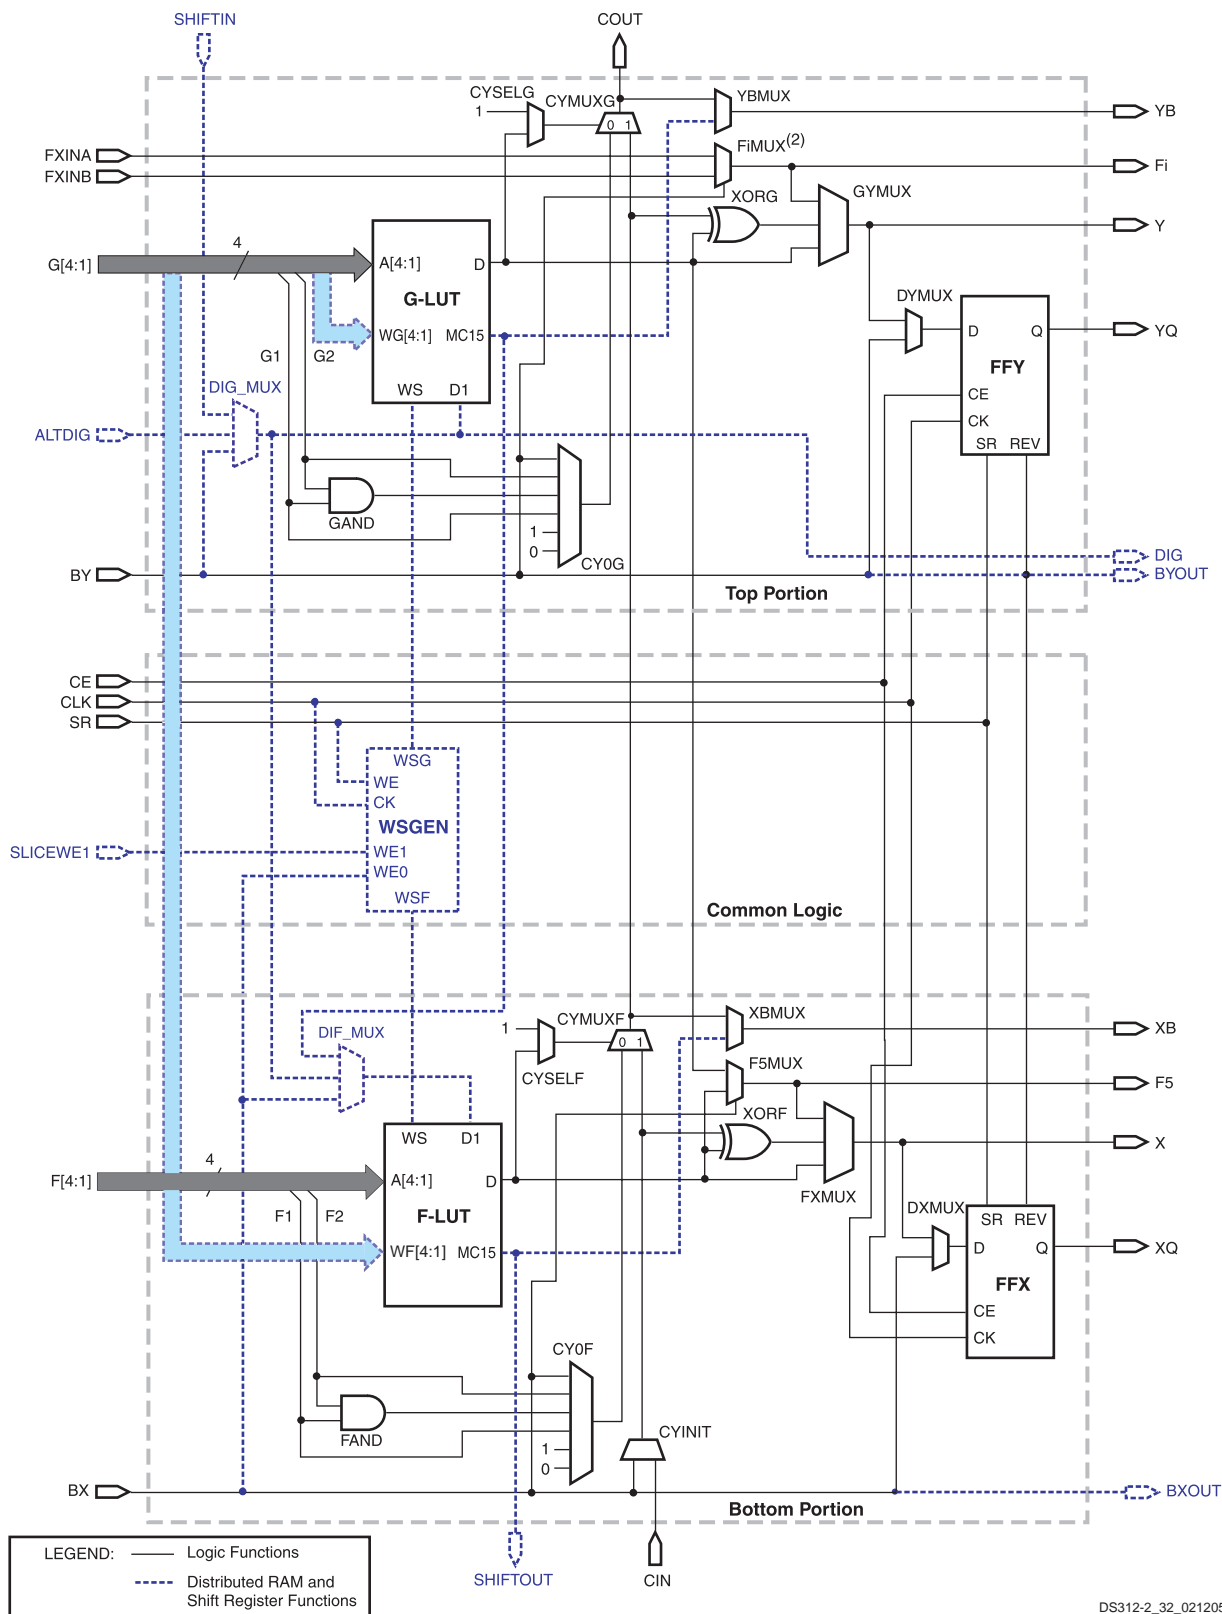 SHIFTIN
COUT
CYSELG
CYMUXG
YBMUX
1
0 1
YB
FXINA
FXINB
FiMUX(2)
Fi
XORG
GYMUX
Y
G[4:1]
4
A[4:1]
D
G-LUT
WG[4:1]
MC15
WS
D1
G1
G2
DYMUX
D
Q
FFY
CE
CK
SR
REV
YQ
DIG_MUX
ALTDIG
GAND
1
0
CY0G
BY
DIG
BYOUT
Top Portion
CE
CLK
SR
WSG
WE
CK
WSGEN
SLICEWE1
WE1
WE0
WSF
Common Logic
DIF_MUX
1
CYMUXF
0 1
CYSELF
XBMUX
XB
F5MUX
F5
XORF
X
FXMUX
WS
D1
F[4:1]
4
A[4:1]
D
F-LUT
WF[4:1]
MC15
F1
F2
DXMUX
SR
REV
D
Q
FFX
CE
CK
XQ
CY0F
FAND
1
0
CYINIT
BX
BXOUT
Bottom Portion
SHIFTOUT
CIN
LEGEND:
Logic Functions
Distributed RAM and
Shift Register Functions
DS312-2_32_021205